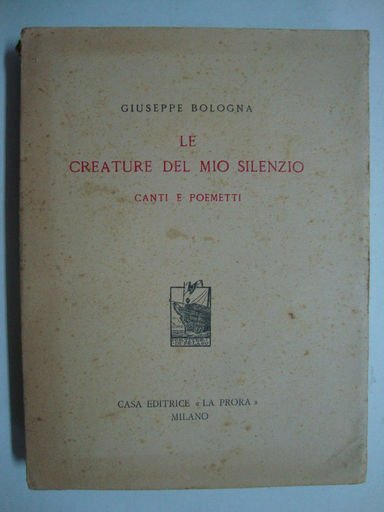 GIUSEPPE BOLOGNA
LE
CREATURE DEL MIO SILENZIO
CANTI E POEMETTI
CASA EDITRICE « LA PRORA »
MILANO